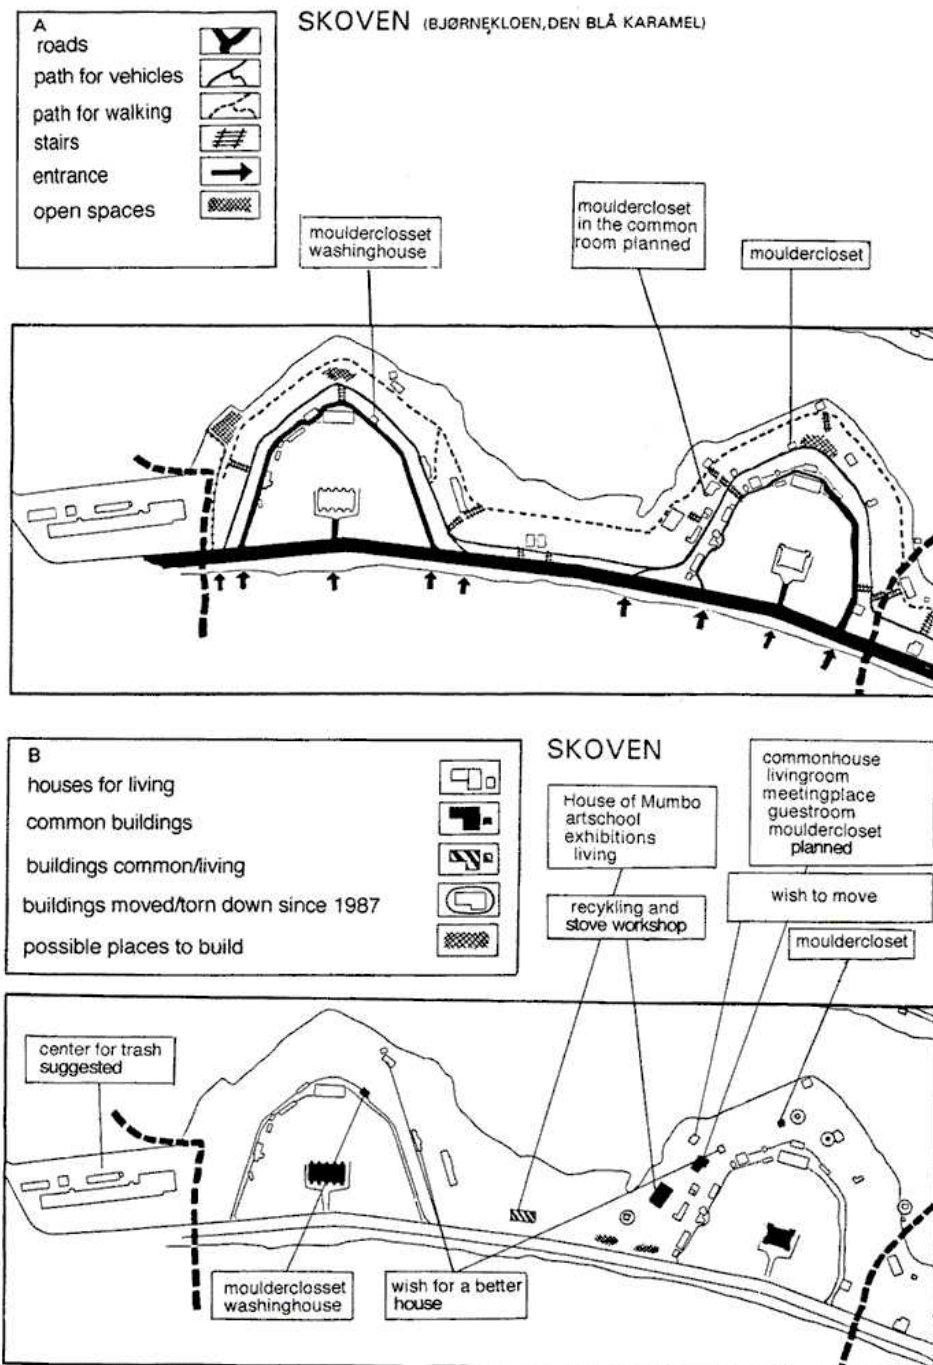 SKOVEN (BJØRNEKLOEN, DEN BLÅ KARAMEL)
A
roads
path for vehicles
path for walking
stairs
entrance
open spaces
moulderclosset
washinghouse
mouldercloset
in the common
room planned
mouldercloset
B
houses for living
common buildings
buildings common/living
buildings moved/torn down since 1987
possible places to build
SKOVEN
House of Mumbo
artschool
exhibitions
living
recykling and
stove workshop
commonhouse
livingroom
meetingplace
guestroom
mouldercloset
planned
wish to move
mouldercloset
center for trash
suggested
moulderclosset
washinghouse
wish for a better
house